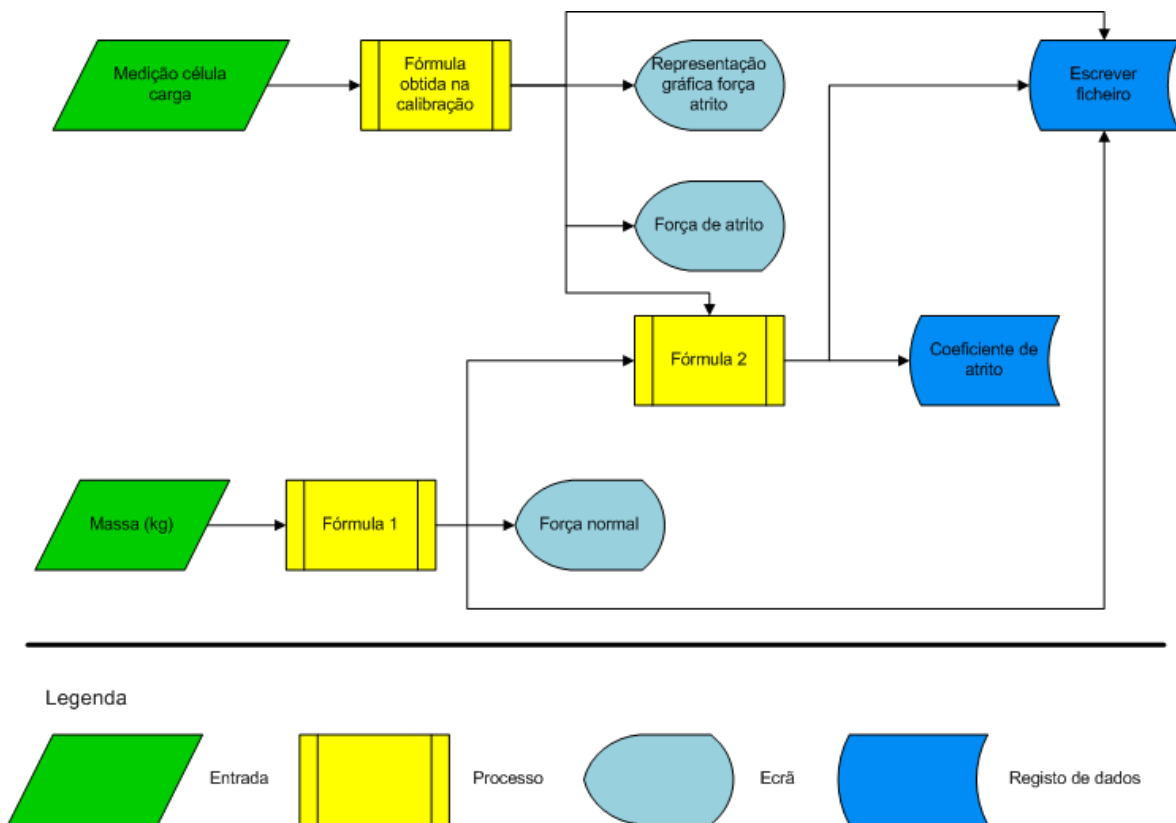 Medição célula
carga
Fórmula
obtida na
calibração
Representação
gráfica força
atrito
Escrever
ficheiro
Força de atrito
Fórmula 2
Coeficiente de
atrito
Massa (kg)
Fórmula 1
Força normal
Legenda
Entrada
Processo
Ecrã
Registo de dados